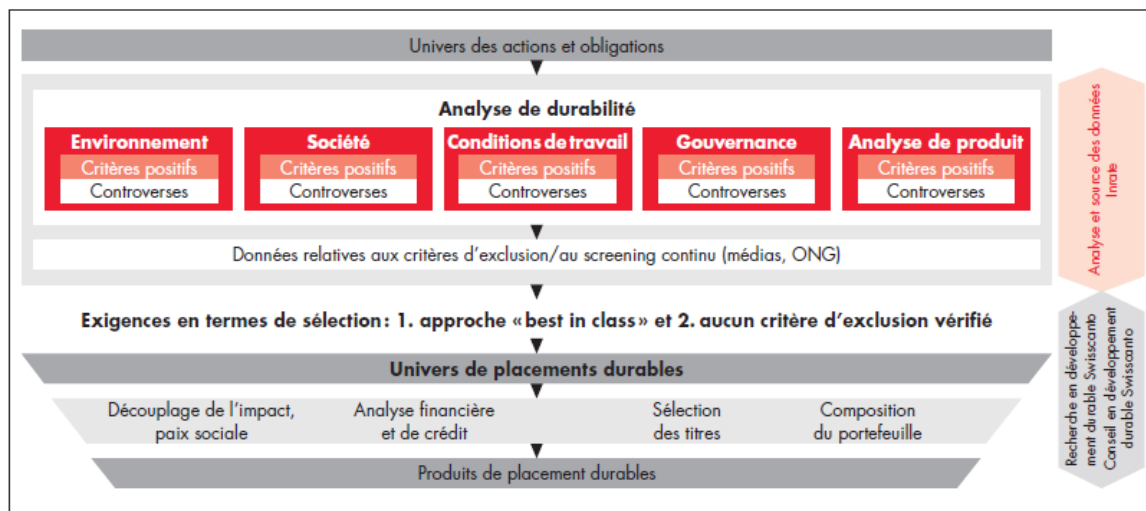 Univers des actions et obligations
Analyse de durabilité
Environnement
Critères positifs
Controverses
Société
Critères positifs
Controverses
Conditions de travail
Critères positifs
Controverses
Gouvernance
Critères positifs
Controverses
Analyse de produit
Critères positifs
Controverses
Données relatives aux critères d’exclusion/au screening continu (médias, ONG)
Analyse et source des données
Inrate
Exigences en termes de sélection: 1. approche «best in class» et 2. aucun critère d’exclusion vérifié
Univers de placements durables
Découplage de l’impact,
paix sociale
Analyse financière
et de crédit
Sélection
des titres
Composition
du portefeuille
Produits de placement durables
Recherche en développe-
ment durable Swisscanto
Conseil en développement
durable Swisscanto